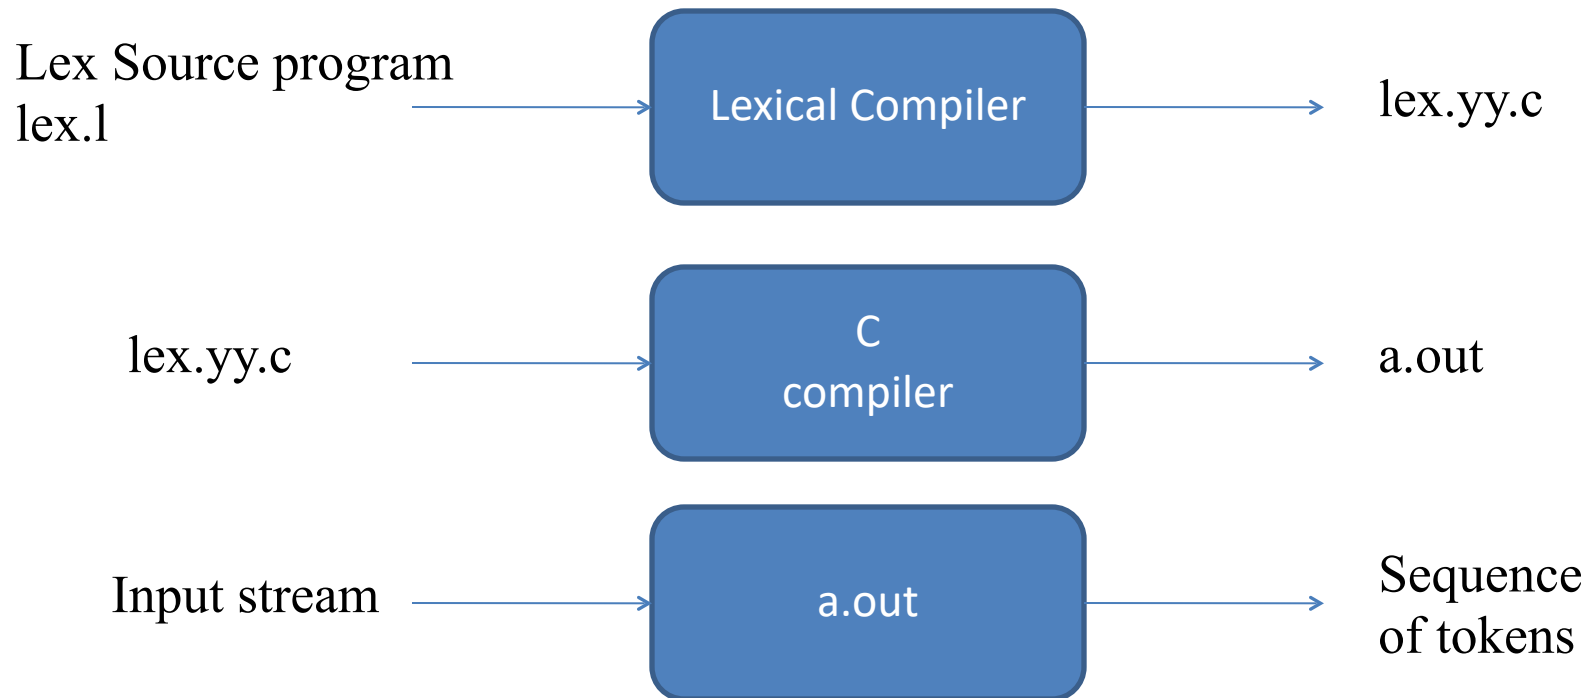 Lex Source program
lex.l
Lexical Compiler
lex.yy.c
lex.yy.c
C
compiler
a.out
Input stream
a.out
Sequence
of tokens